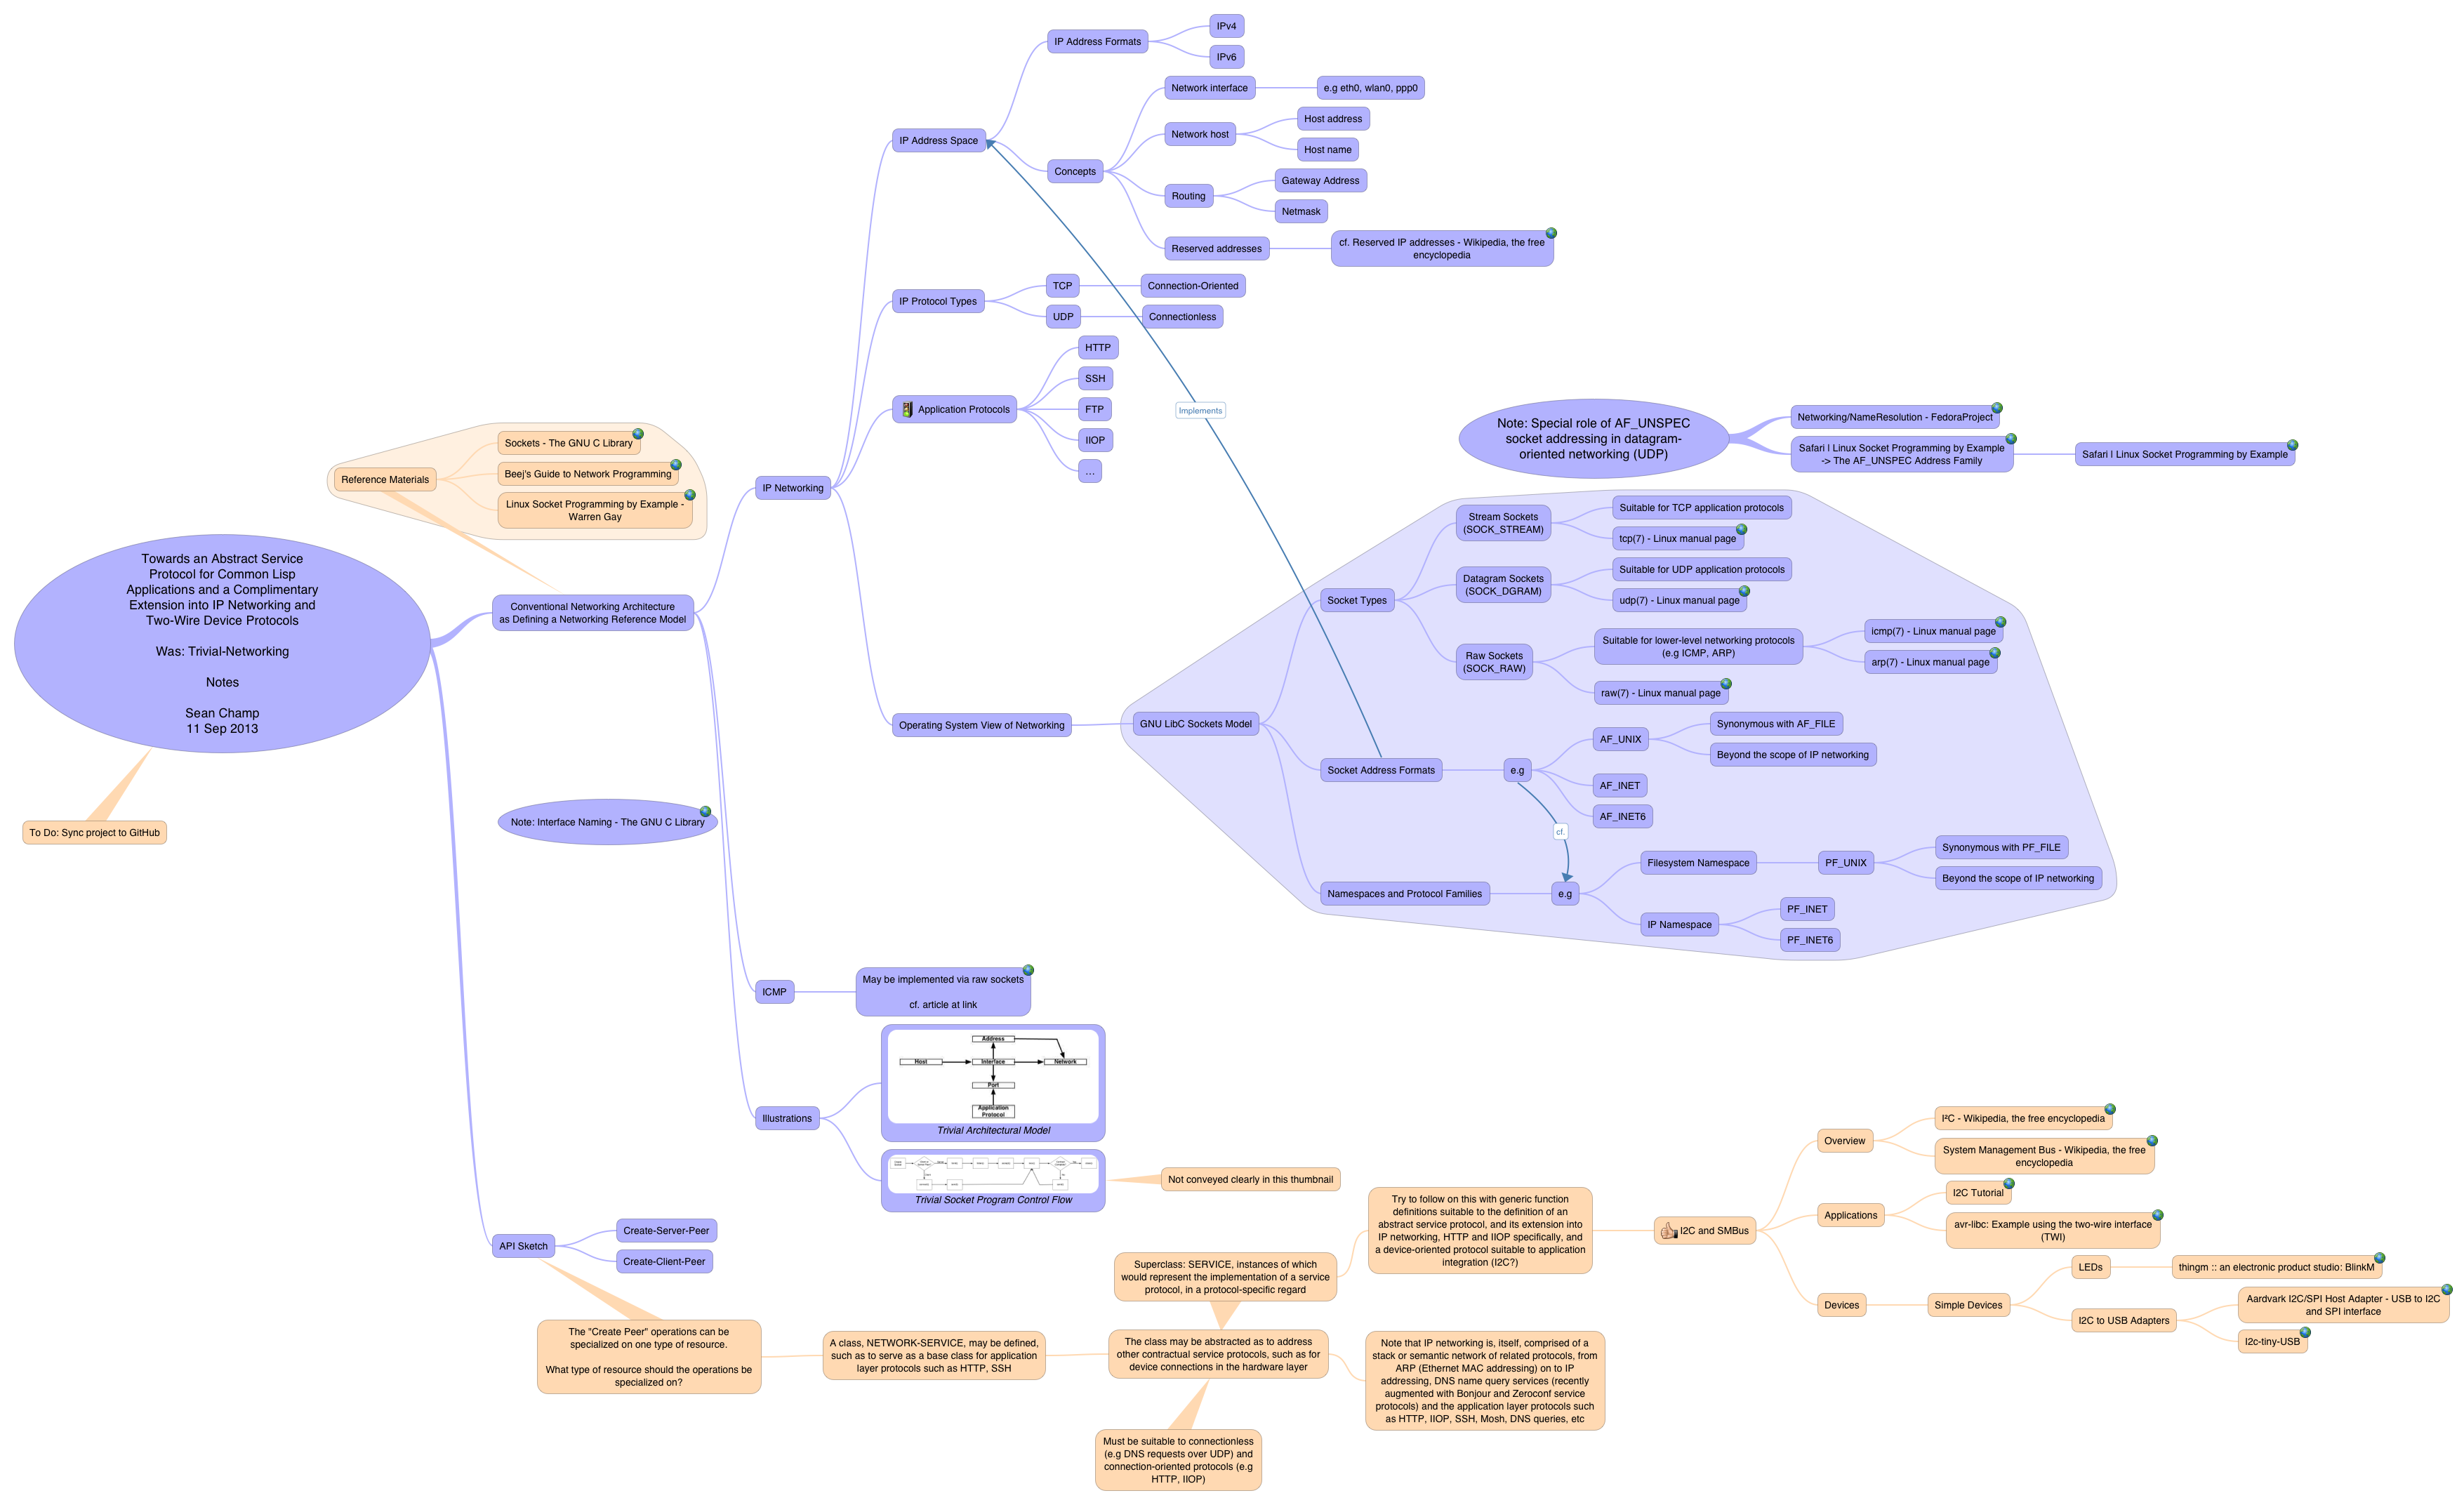 Towards an Abstract Service
Protocol for Common Lisp
Applications and a Complimentary
Extension into IP Networking and
Two-Wire Device Protocols
Was: Trivial-Networking
Notes
Sean Champ
11 Sep 2013
To Do: Sync project to GitHub
Reference Materials
Sockets - The GNU C Library
Beej's Guide to Network Programming
Linux Socket Programming by Example -
Warren Gay
Conventional Networking Architecture
as Defining a Networking Reference Model
Note: Interface Naming - The GNU C Library
IP Networking
IP Address Space
IP Address Formats
IPv4
IPv6
Concepts
Network interface
e.g eth0, wlan0, ppp0
Network host
Host address
Host name
Routing
Gateway Address
Netmask
Reserved addresses
cf. Reserved IP addresses - Wikipedia, the free
encyclopedia
IP Protocol Types
TCP
Connection-Oriented
UDP
Connectionless
Application Protocols
HTTP
SSH
FTP
IIOP
...
Implements
Note: Special role of AF_UNSPEC
socket addressing in datagram-
oriented networking (UDP)
Networking/NameResolution - FedoraProject
Safari | Linux Socket Programming by Example
-> The AF_UNSPEC Address Family
Safari | Linux Socket Programming by Example
Operating System View of Networking
GNU LibC Sockets Model
Socket Types
Stream Sockets
(SOCK_STREAM)
Suitable for TCP application protocols
tcp(7) - Linux manual page
Datagram Sockets
(SOCK_DGRAM)
Suitable for UDP application protocols
udp(7) - Linux manual page
Raw Sockets
(SOCK_RAW)
Suitable for lower-level networking protocols
(e.g ICMP, ARP)
icmp(7) - Linux manual page
arp(7) - Linux manual page
raw(7) - Linux manual page
Socket Address Formats
e.g
AF_UNIX
Synonymous with AF_FILE
Beyond the scope of IP networking
AF_INET
AF_INET6
cf.
Namespaces and Protocol Families
e.g
Filesystem Namespace
PF_UNIX
Synonymous with PF_FILE
Beyond the scope of IP networking
IP Namespace
PF_INET
PF_INET6
ICMP
May be implemented via raw sockets
cf. article at link
Illustrations
Address
Host
Interface
Network
Port
Application
Protocol
Trivial Architectural Model
Trivial Socket Program Control Flow
Not conveyed clearly in this thumbnail
API Sketch
Create-Server-Peer
Create-Client-Peer
The "Create Peer" operations can be
specialized on one type of resource.
What type of resource should the operations be
specialized on?
A class, NETWORK-SERVICE, may be defined,
such as to serve as a base class for application
layer protocols such as HTTP, SSH
The class may be abstracted as to address
other contractual service protocols, such as for
device connections in the hardware layer
Superclass: SERVICE, instances of which
would represent the implementation of a service
protocol, in a protocol-specific regard
Must be suitable to connectionless
(e.g DNS requests over UDP) and
connection-oriented protocols (e.g
HTTP, IIOP)
Try to follow on this with generic function
definitions suitable to the definition of an
abstract service protocol, and its extension into
IP networking, HTTP and IIOP specifically, and
a device-oriented protocol suitable to application
integration (I2C?)
Note that IP networking is, itself, comprised of a
stack or semantic network of related protocols, from
ARP (Ethernet MAC addressing) on to IP
addressing, DNS name query services (recently
augmented with Bonjour and Zeroconf service
protocols) and the application layer protocols such
as HTTP, IIOP, SSH, Mosh, DNS queries, etc
I2C and SMBus
Overview
I²C - Wikipedia, the free encyclopedia
System Management Bus - Wikipedia, the free
encyclopedia
Applications
I2C Tutorial
avr-libc: Example using the two-wire interface
(TWI)
Devices
Simple Devices
LEDs
thingm :: an electronic product studio: BlinkM
I2C to USB Adapters
Aardvark I2C/SPI Host Adapter - USB to I2C
and SPI interface
I2c-tiny-USB